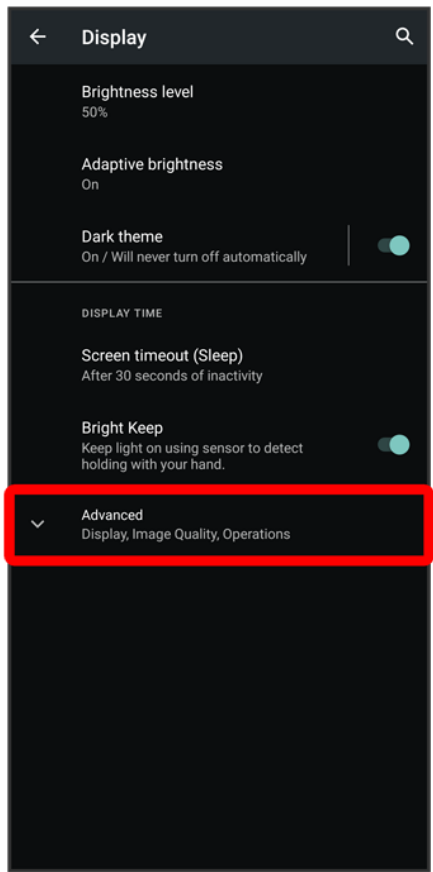 Display
Brightness level
50%
Adaptive brightness
On
Dark theme
On / Will never turn off automatically
DISPLAY TIME
Screen timeout (Sleep)
After 30 seconds of inactivity
Bright Keep
Keep light on using sensor to detect
holding with your hand.
Advanced
Display, Image Quality, Operations